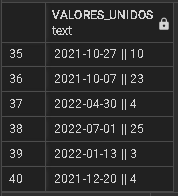 VALORES_UNIDOS
text
35 2021-10-27 || 10
36 2021-10-07 || 23
37 2022-04-30 || 4
38 2022-07-01 || 25
39 2022-01-13 || 3
40 2021-12-20 || 4